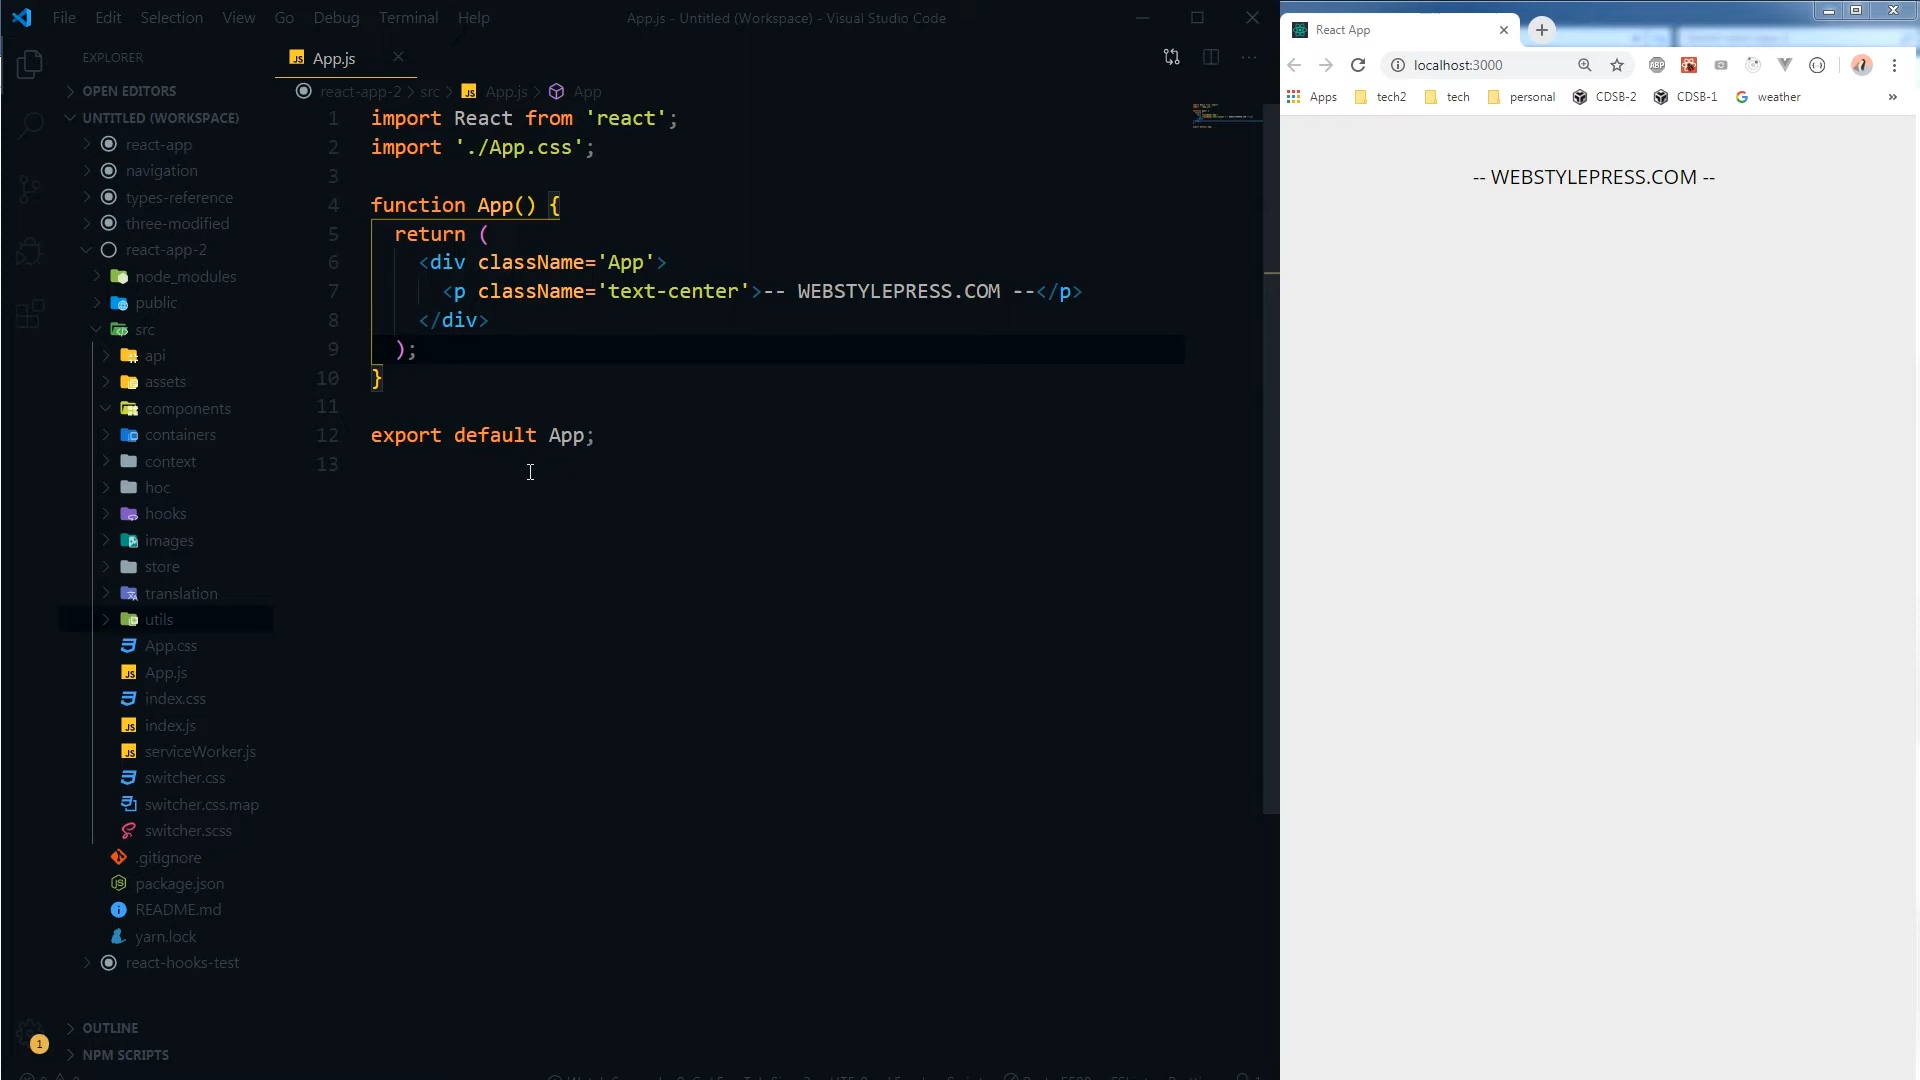 File Edit Selection View Go Debug Terminal Help
App.js - Untitled (Workspace) - Visual Studio Code
EXPLORER
OPEN EDITORS
UNTITLED (WORKSPACE)
react-app
navigation
types-reference
three-modified
react-app-2
node_modules
public
src
api
assets
components
containers
context
hoc
hooks
images
store
translation
utils
App.css
App.js
index.css
index.js
serviceWorker.js
switcher.css
switcher.css.map
switcher.scss
.gitignore
package.json
README.md
yarn.lock
react-hooks-test
OUTLINE
NPM SCRIPTS
1
JS App.js
react-app-2 > src > JS App.js > App
1 import React from 'react';
2 import './App.css';
3
4 function App() {
5 return (
6 <div className='App'>
7 <p className='text-center'>-- WEBSTYLEPRESS.COM --</p>
8 </div>
9 );
10 }
11
12 export default App;
13
React App
localhost:3000
ABP
Apps tech2 tech personal CDSB-2 CDSB-1 weather »
-- WEBSTYLEPRESS.COM --